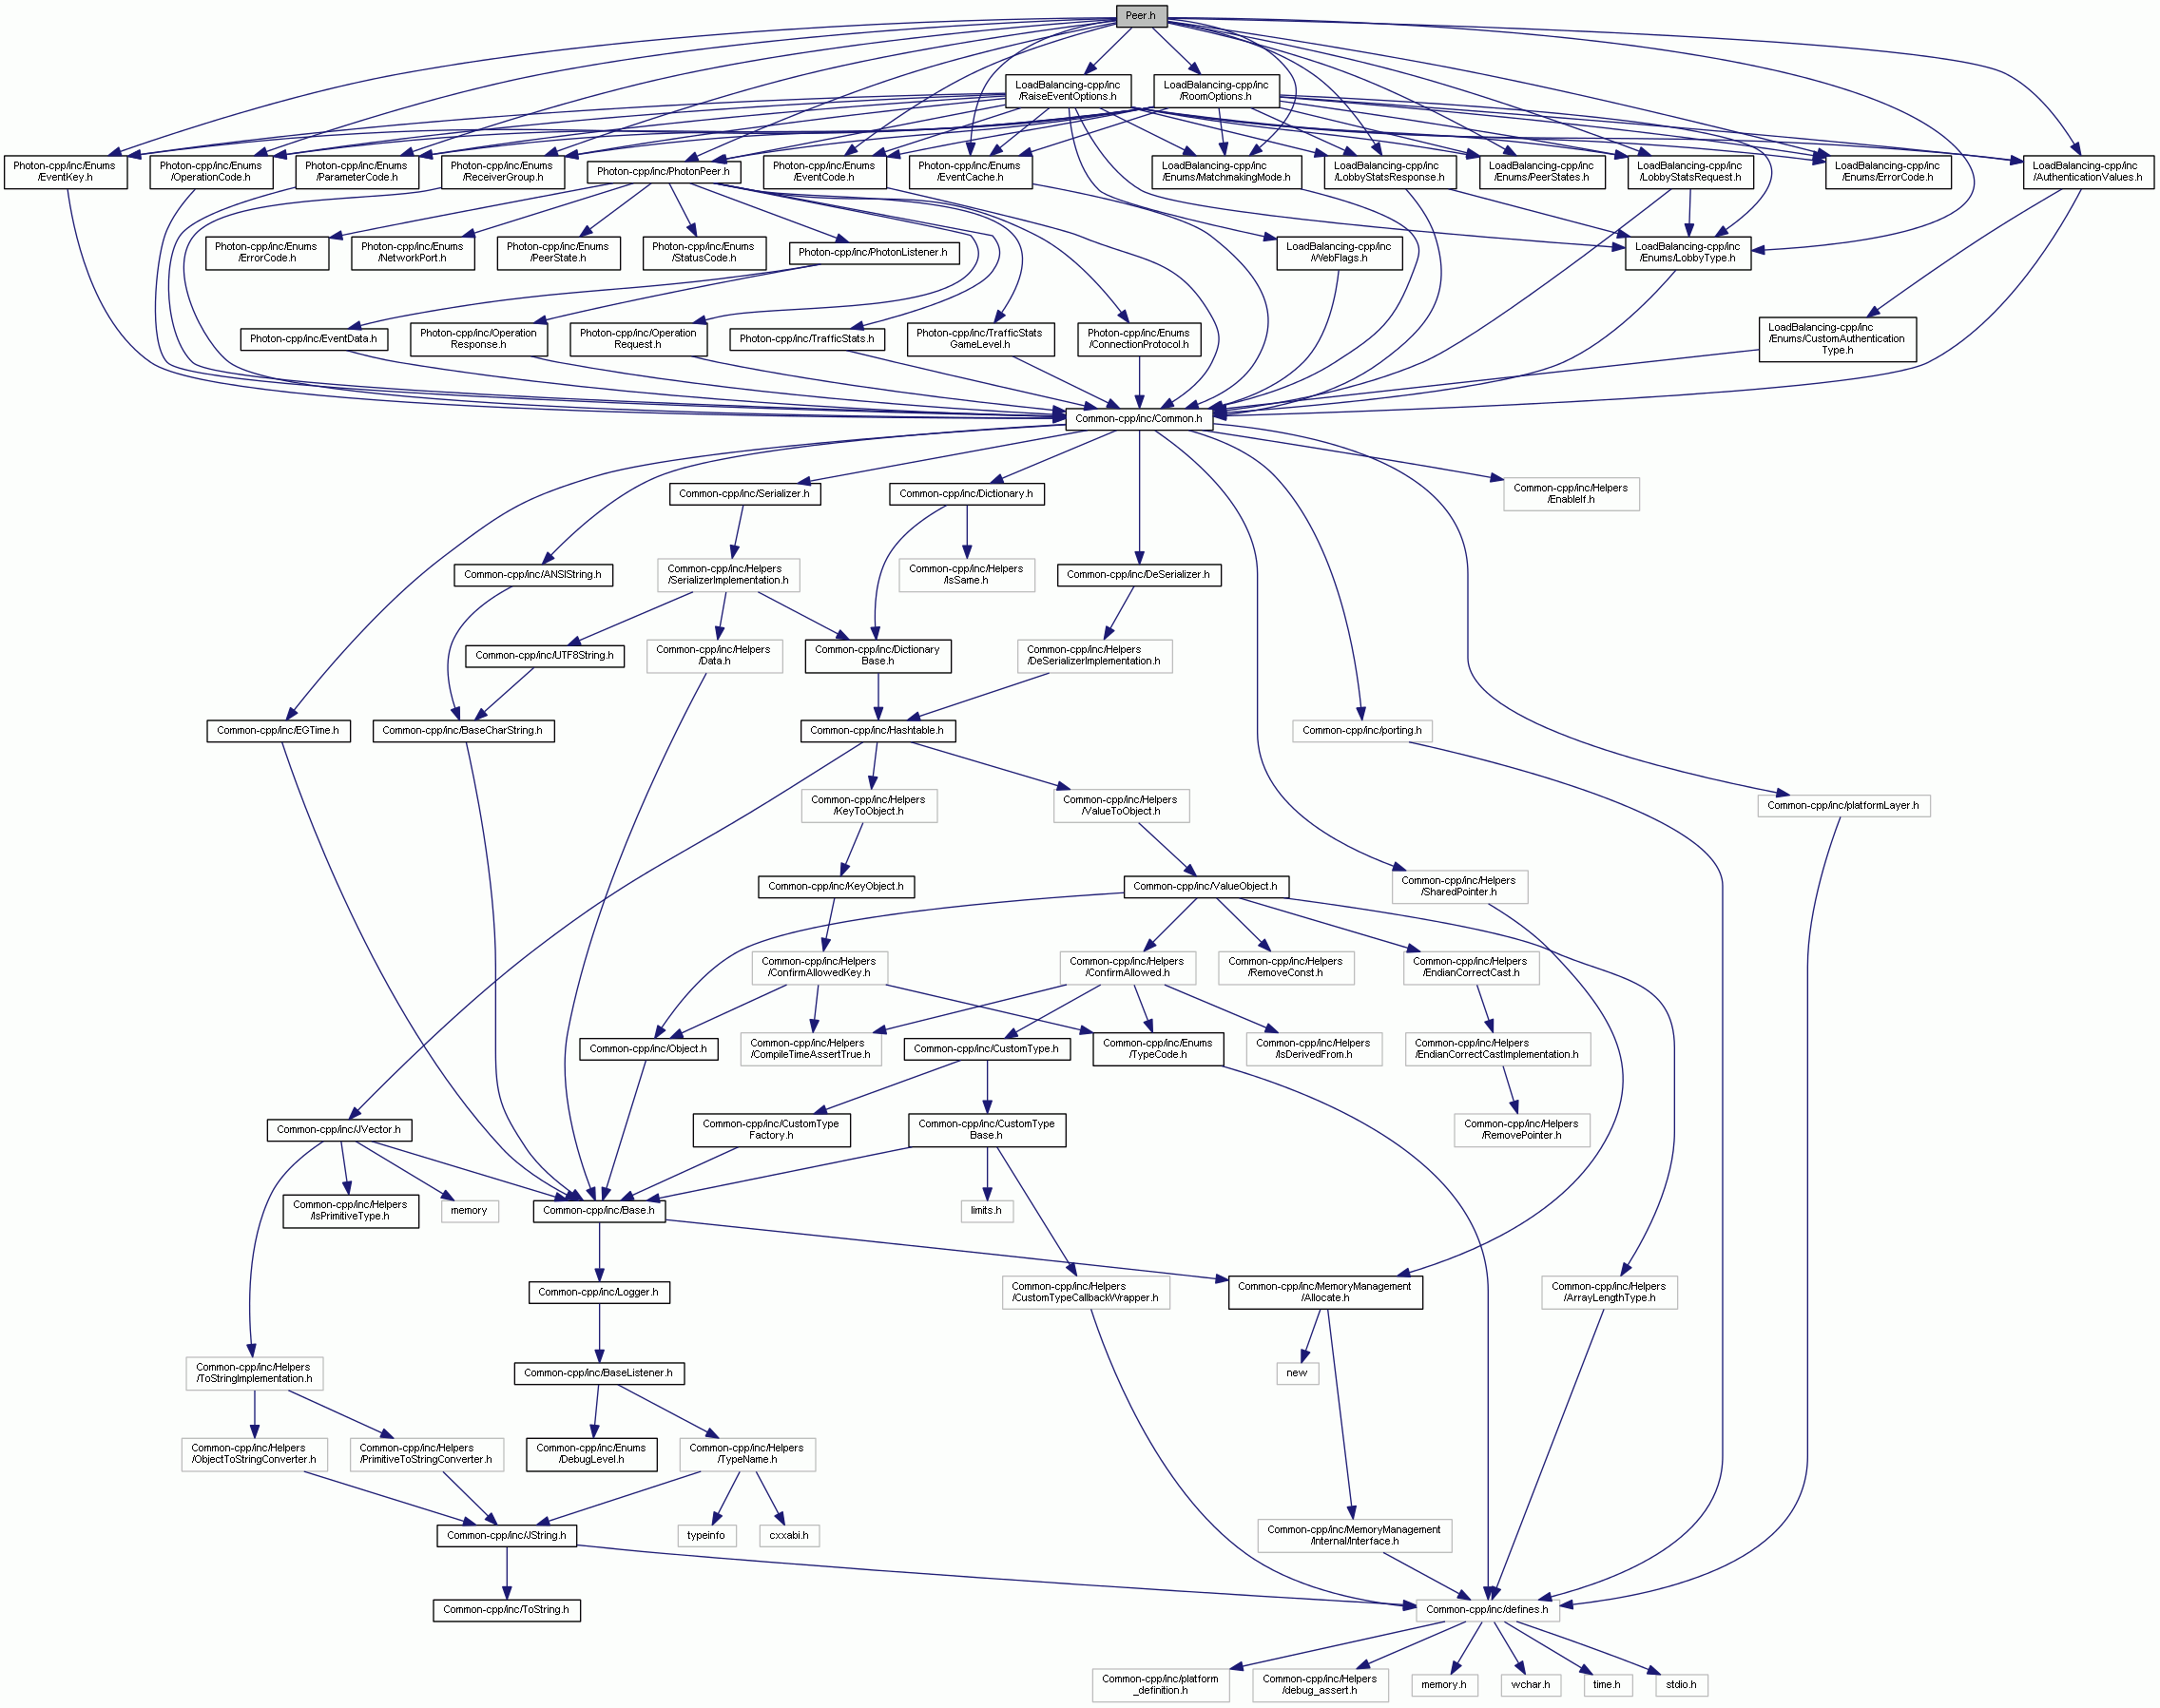 Peer.h
LoadBalancing-cpp/inc
/RaiseEventOptions.h
LoadBalancing-cpp/inc
/RoomOptions.h
Photon-cpp/inc/Enums
/EventKey.h
Photon-cpp/inc/Enums
/OperationCode.h
Photon-cpp/inc/Enums
/ParameterCode.h
Photon-cpp/inc/Enums
/ReceiverGroup.h
Photon-cpp/inc/PhotonPeer.h
Photon-cpp/inc/Enums
/EventCode.h
Photon-cpp/inc/Enums
/EventCache.h
LoadBalancing-cpp/inc
/Enums/MatchmakingMode.h
LoadBalancing-cpp/inc
/LobbyStatsResponse.h
LoadBalancing-cpp/inc
/Enums/PeerStates.h
LoadBalancing-cpp/inc
/LobbyStatsRequest.h
LoadBalancing-cpp/inc
/Enums/ErrorCode.h
LoadBalancing-cpp/inc
/AuthenticationValues.h
Photon-cpp/inc/Enums
/ErrorCode.h
Photon-cpp/inc/Enums
/NetworkPort.h
Photon-cpp/inc/Enums
/PeerState.h
Photon-cpp/inc/Enums
/StatusCode.h
Photon-cpp/inc/PhotonListener.h
LoadBalancing-cpp/inc
/WebFlags.h
LoadBalancing-cpp/inc
/Enums/LobbyType.h
Photon-cpp/inc/EventData.h
Photon-cpp/inc/Operation
Response.h
Photon-cpp/inc/Operation
Request.h
Photon-cpp/inc/TrafficStats.h
Photon-cpp/inc/TrafficStats
GameLevel.h
Photon-cpp/inc/Enums
/ConnectionProtocol.h
LoadBalancing-cpp/inc
/Enums/CustomAuthentication
Type.h
Common-cpp/inc/Common.h
Common-cpp/inc/Serializer.h
Common-cpp/inc/Dictionary.h
Common-cpp/inc/Helpers
/EnableIf.h
Common-cpp/inc/ANSIString.h
Common-cpp/inc/Helpers
/SerializerImplementation.h
Common-cpp/inc/Helpers
/IsSame.h
Common-cpp/inc/DeSerializer.h
Common-cpp/inc/UTF8String.h
Common-cpp/inc/Helpers
/Data.h
Common-cpp/inc/Dictionary
Base.h
Common-cpp/inc/Helpers
/DeSerializerImplementation.h
Common-cpp/inc/EGTime.h
Common-cpp/inc/BaseCharString.h
Common-cpp/inc/Hashtable.h
Common-cpp/inc/porting.h
Common-cpp/inc/Helpers
/KeyToObject.h
Common-cpp/inc/Helpers
/ValueToObject.h
Common-cpp/inc/platformLayer.h
Common-cpp/inc/KeyObject.h
Common-cpp/inc/ValueObject.h
Common-cpp/inc/Helpers
/SharedPointer.h
Common-cpp/inc/Helpers
/ConfirmAllowedKey.h
Common-cpp/inc/Helpers
/ConfirmAllowed.h
Common-cpp/inc/Helpers
/RemoveConst.h
Common-cpp/inc/Helpers
/EndianCorrectCast.h
Common-cpp/inc/Object.h
Common-cpp/inc/Helpers
/CompileTimeAssertTrue.h
Common-cpp/inc/CustomType.h
Common-cpp/inc/Enums
/TypeCode.h
Common-cpp/inc/Helpers
/IsDerivedFrom.h
Common-cpp/inc/Helpers
/EndianCorrectCastImplementation.h
Common-cpp/inc/JVector.h
Common-cpp/inc/CustomType
Factory.h
Common-cpp/inc/CustomType
Base.h
Common-cpp/inc/Helpers
/RemovePointer.h
Common-cpp/inc/Helpers
/IsPrimitiveType.h
memory
Common-cpp/inc/Base.h
limits.h
Common-cpp/inc/Logger.h
Common-cpp/inc/Helpers
/CustomTypeCallbackWrapper.h
Common-cpp/inc/MemoryManagement
/Allocate.h
Common-cpp/inc/Helpers
/ArrayLengthType.h
Common-cpp/inc/Helpers
/ToStringImplementation.h
Common-cpp/inc/BaseListener.h
new
Common-cpp/inc/Helpers
/ObjectToStringConverter.h
Common-cpp/inc/Helpers
/PrimitiveToStringConverter.h
Common-cpp/inc/Enums
/DebugLevel.h
Common-cpp/inc/Helpers
/TypeName.h
Common-cpp/inc/JString.h
typeinfo
cxxabi.h
Common-cpp/inc/MemoryManagement
/Internal/Interface.h
Common-cpp/inc/ToString.h
Common-cpp/inc/defines.h
Common-cpp/inc/platform
_definition.h
Common-cpp/inc/Helpers
/debug_assert.h
memory.h
wchar.h
time.h
stdio.h